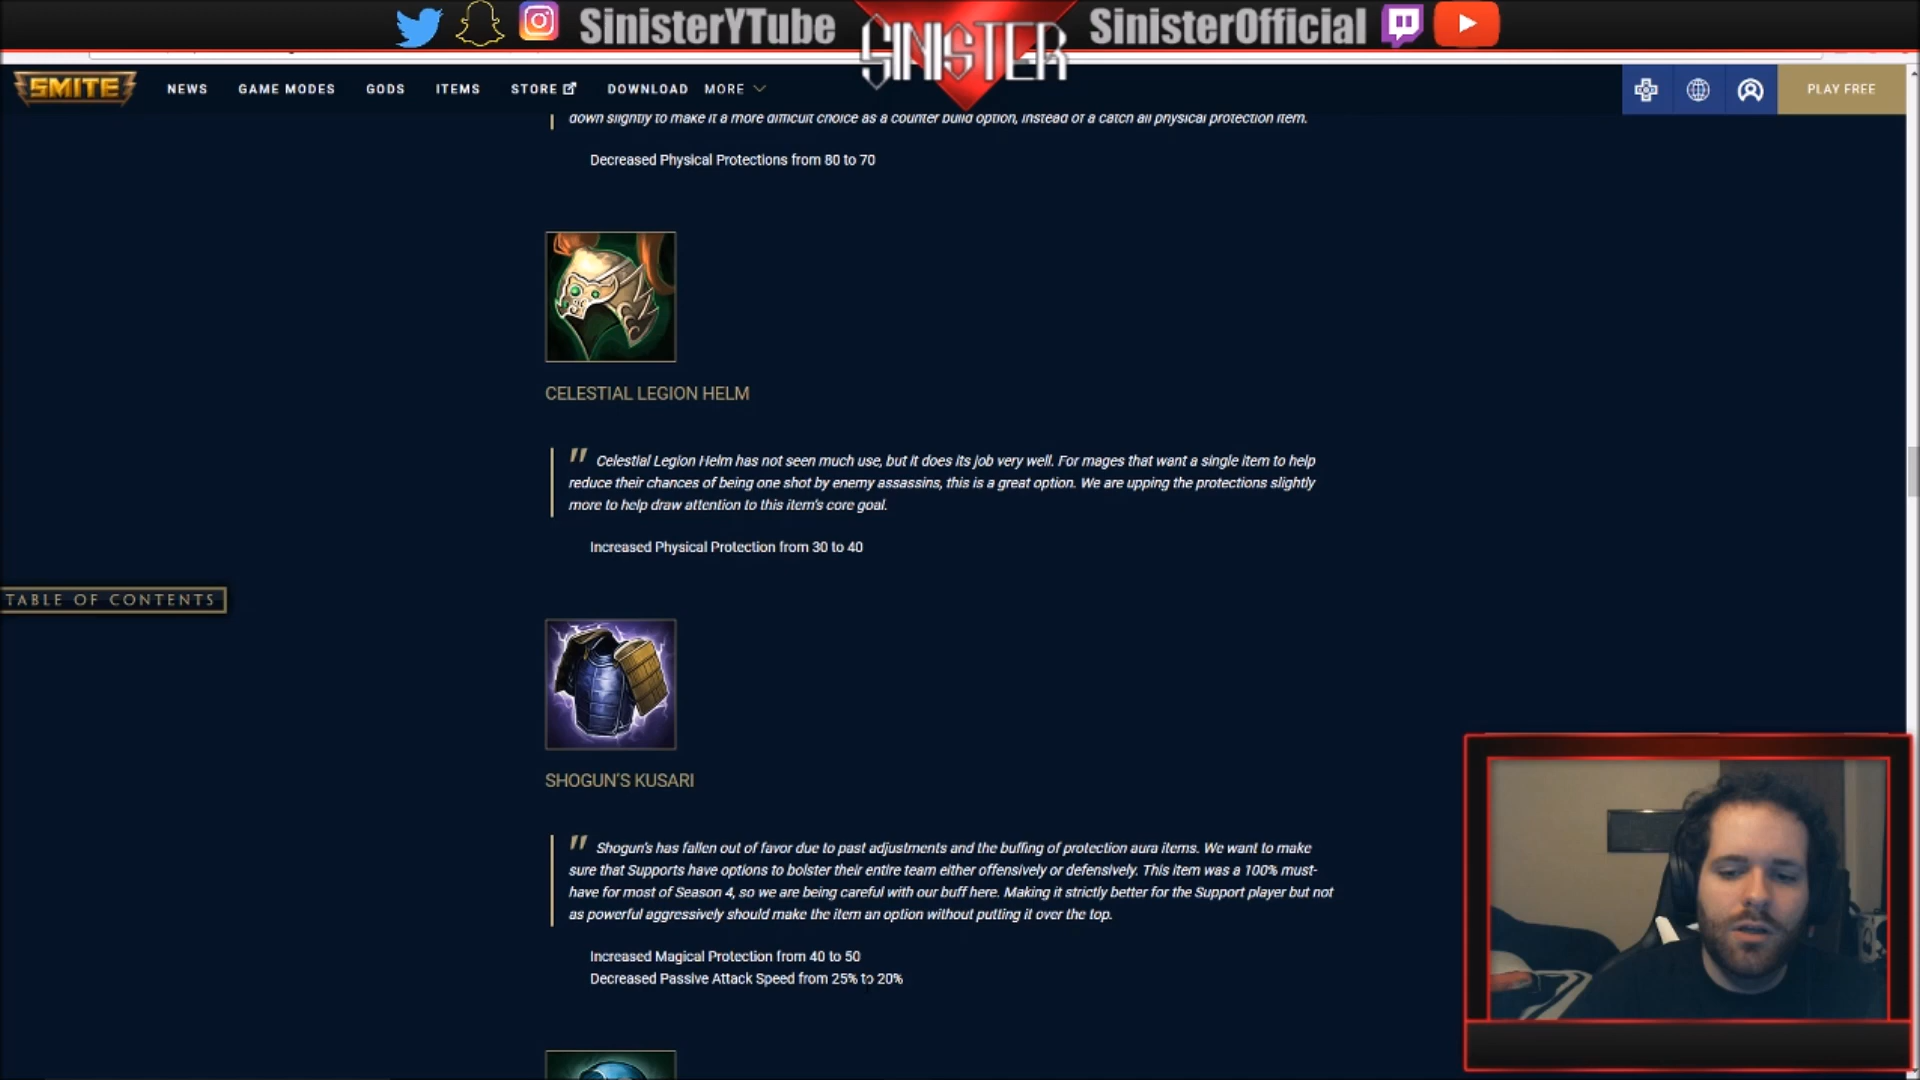 SinisterYTube
SINISTER
SinisterOfficial
SMITE
NEWS
GAME MODES
GODS
ITEMS
STORE
DOWNLOAD
MORE
PLAY FREE
down slightly to make it a more difficult choice as a counter build option, instead of a catch all physical protection item.
Decreased Physical Protections from 80 to 70
CELESTIAL LEGION HELM
" Celestial Legion Helm has not seen much use, but it does its job very well. For mages that want a single item to help
reduce their chances of being one shot by enemy assassins, this is a great option. We are upping the protections slightly
more to help draw attention to this item's core goal.
Increased Physical Protection from 30 to 40
TABLE OF CONTENTS
SHOGUN'S KUSARI
" Shogun's has fallen out of favor due to past adjustments and the buffing of protection aura items. We want to make
sure that Supports have options to bolster their entire team either offensively or defensively. This item was a 100% must-
have for most of Season 4, so we are being careful with our buff here. Making it strictly better for the Support player but not
as powerful aggressively should make the item an option without putting it over the top.
Increased Magical Protection from 40 to 50
Decreased Passive Attack Speed from 25% to 20%